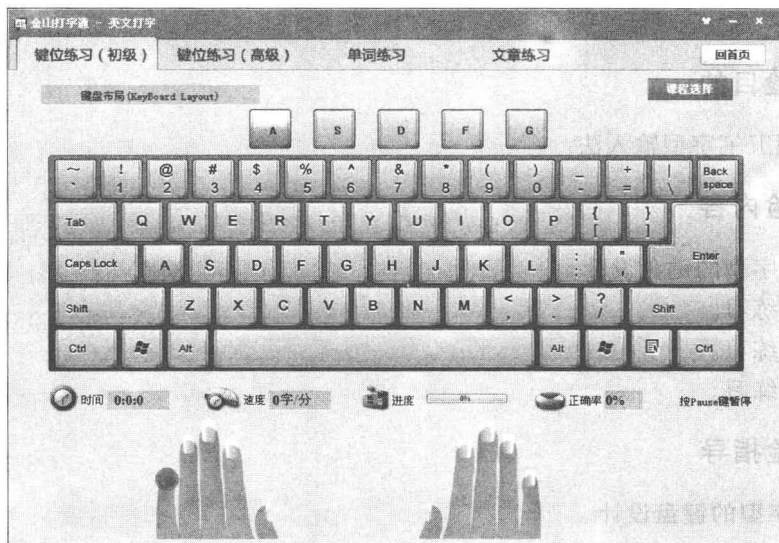 金山打字通 - 英文打字
键位练习（初级） 键位练习（高级） 单词练习 文章练习 回首页
键盘布局(KeyBoard Layout) 课程选择
A S D F G
~ ! @ # $ % ^ & * ( ) _ + | Back
` 1 2 3 4 5 6 7 8 9 0 - = \ space
Tab Q W E R T Y U I O P { [ } ]
Caps Lock A S D F G H J K L : ; " ' Enter
Shift Z X C V B N M < , > . ? / Shift
Ctrl Alt Alt Ctrl
时间 0:0:0 速度 0字/分 进度 0% 正确率 0% 按Pause键暂停